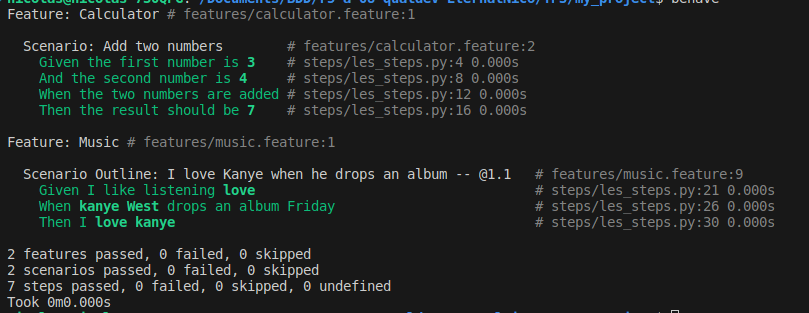 Feature: Calculator # features/calculator.feature:1
Scenario: Add two numbers # features/calculator.feature:2
Given the first number is 3 # steps/les_steps.py:4 0.000s
And the second number is 4 # steps/les_steps.py:8 0.000s
When the two numbers are added # steps/les_steps.py:12 0.000s
Then the result should be 7 # steps/les_steps.py:16 0.000s
Feature: Music # features/music.feature:1
Scenario Outline: I love Kanye when he drops an album -- @1.1 # features/music.feature:9
Given I like listening love # steps/les_steps.py:21 0.000s
When kanye West drops an album Friday # steps/les_steps.py:26 0.000s
Then I love kanye # steps/les_steps.py:30 0.000s
2 features passed, 0 failed, 0 skipped
2 scenarios passed, 0 failed, 0 skipped
7 steps passed, 0 failed, 0 skipped, 0 undefined
Took 0m0.000s